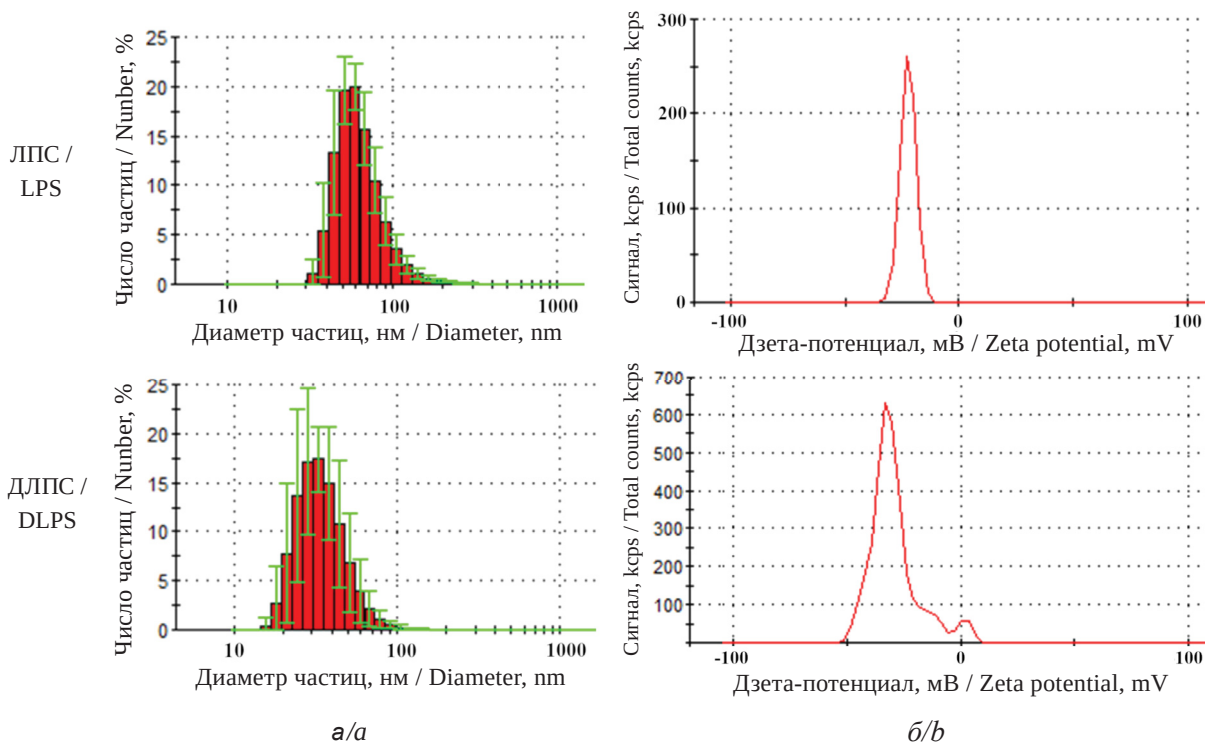 ЛПС /
LPS
Число частиц / Nunber, %
25
20
15
10
5
0
10
100
1000
Диаметр частиц, нм / Diameter, nm
Сигнал, kcps / Total counts, kcps
300
200
100
0
-100
0
100
Дзета-потенциал, мВ / Zeta potential, mV
ДЛПС /
DLPS
Число частиц / Nunber, %
25
20
15
10
5
0
10
100
1000
Диаметр частиц, нм / Diameter, nm
Сигнал, kcps / Total counts, kcps
700
600
500
400
300
200
100
-100
0
100
Дзета-потенциал, мВ / Zeta potential, mV
а/a
б/b